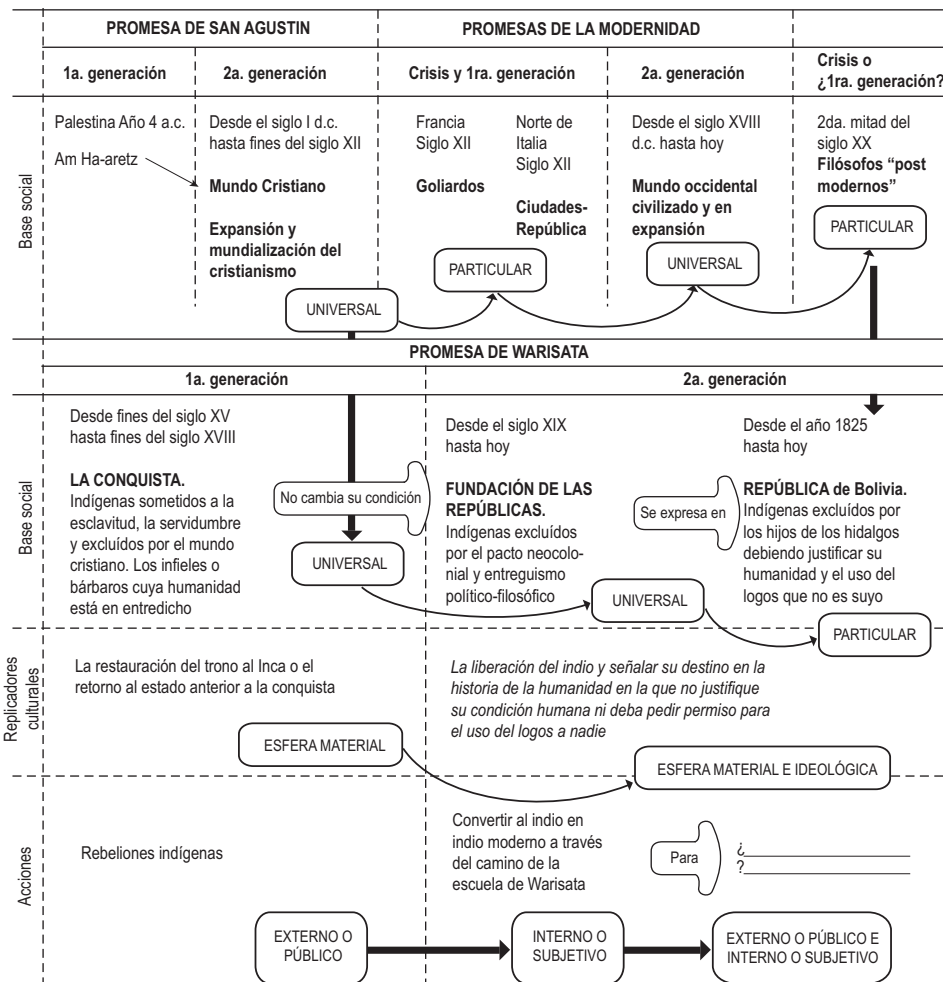 PROMESA DE SAN AGUSTIN
PROMESAS DE LA MODERNIDAD
1a. generación
2a. generación
Crisis y 1ra. generación
2a. generación
Crisis o
¿1ra. generación?
Base social
Palestina Año 4 a.c.
Am Ha-aretz
Desde el siglo I d.c.
hasta fines del siglo XII
Mundo Cristiano
Expansión y
mundialización del
cristianismo
UNIVERSAL
Francia
Siglo XII
Goliardos
PARTICULAR
Norte de
Italia
Siglo XII
Ciudades-
República
Desde el siglo XVIII
d.c. hasta hoy
Mundo occidental
civilizado y en
expansión
UNIVERSAL
2da. mitad del
siglo XX
Filósofos “post
modernos”
PARTICULAR
PROMESA DE WARISATA
1a. generación
2a. generación
Base social
Desde fines del siglo XV
hasta fines del siglo XVIII
LA CONQUISTA.
Indígenas sometidos a la
esclavitud, la servidumbre
y excluídos por el mundo
cristiano. Los infieles o
bárbaros cuya humanidad
está en entredicho
No cambia su condición
UNIVERSAL
Desde el siglo XIX
hasta hoy
FUNDACIÓN DE LAS
REPÚBLICAS.
Indígenas excluídos
por el pacto neocolo-
nial y entreguismo
político-filosófico
Se expresa en
UNIVERSAL
Desde el año 1825
hasta hoy
REPÚBLICA de Bolivia.
Indígenas excluídos por
los hijos de los hidalgos
debiendo justificar su
humanidad y el uso del
logos que no es suyo
PARTICULAR
Replicadores
culturales
La restauración del trono al Inca o el
retorno al estado anterior a la conquista
ESFERA MATERIAL
La liberación del indio y señalar su destino en la
historia de la humanidad en la que no justifique
su condición humana ni deba pedir permiso para
el uso del logos a nadie
ESFERA MATERIAL E IDEOLÓGICA
Acciones
Rebeliones indígenas
Convertir al indio en
indio moderno a través
del camino de la
escuela de Warisata
Para
¿____________________
?____________________
EXTERNO O
PÚBLICO
INTERNO O
SUBJETIVO
EXTERNO O PÚBLICO E
INTERNO O SUBJETIVO